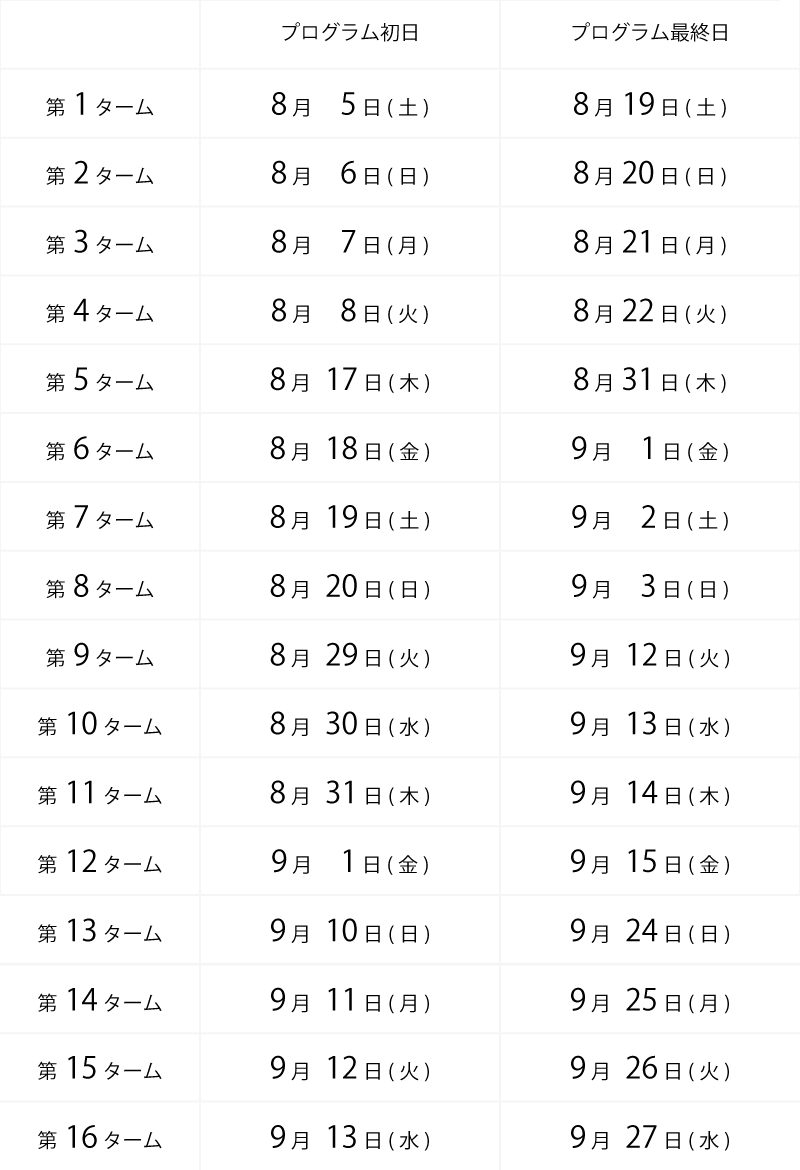 プログラム初日 プログラム最終日
第 1 ターム 8月 5日(土) 8月19日(土)
第 2 ターム 8月 6日(日) 8月20日(日)
第 3 ターム 8月 7日(月) 8月21日(月)
第 4 ターム 8月 8日(火) 8月22日(火)
第 5 ターム 8月 17日(木) 8月31日(木)
第 6 ターム 8月 18日(金) 9月 1日(金)
第 7 ターム 8月 19日(土) 9月 2日(土)
第 8 ターム 8月 20日(日) 9月 3日(日)
第 9 ターム 8月 29日(火) 9月 12日(火)
第 10 ターム 8月 30日(水) 9月 13日(水)
第 11 ターム 8月 31日(木) 9月 14日(木)
第 12 ターム 9月 1日(金) 9月 15日(金)
第 13 ターム 9月 10日(日) 9月 24日(日)
第 14 ターム 9月 11日(月) 9月 25日(月)
第 15 ターム 9月 12日(火) 9月 26日(火)
第 16 ターム 9月 13日(水) 9月 27日(水)